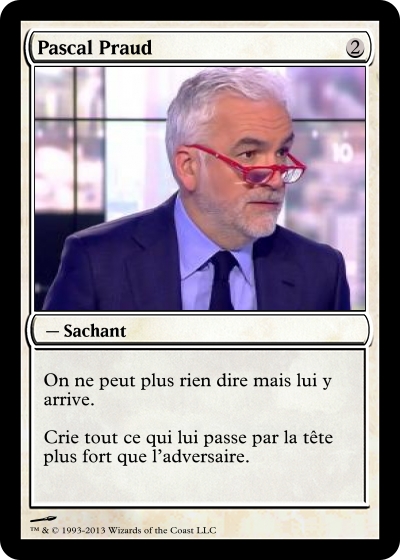 Pascal Praud 2
10
— Sachant
On ne peut plus rien dire mais lui y
arrive.
Crie tout ce qui lui passe par la tête
plus fort que l'adversaire.
™ & © 1993-2013 Wizards of the Coast LLC